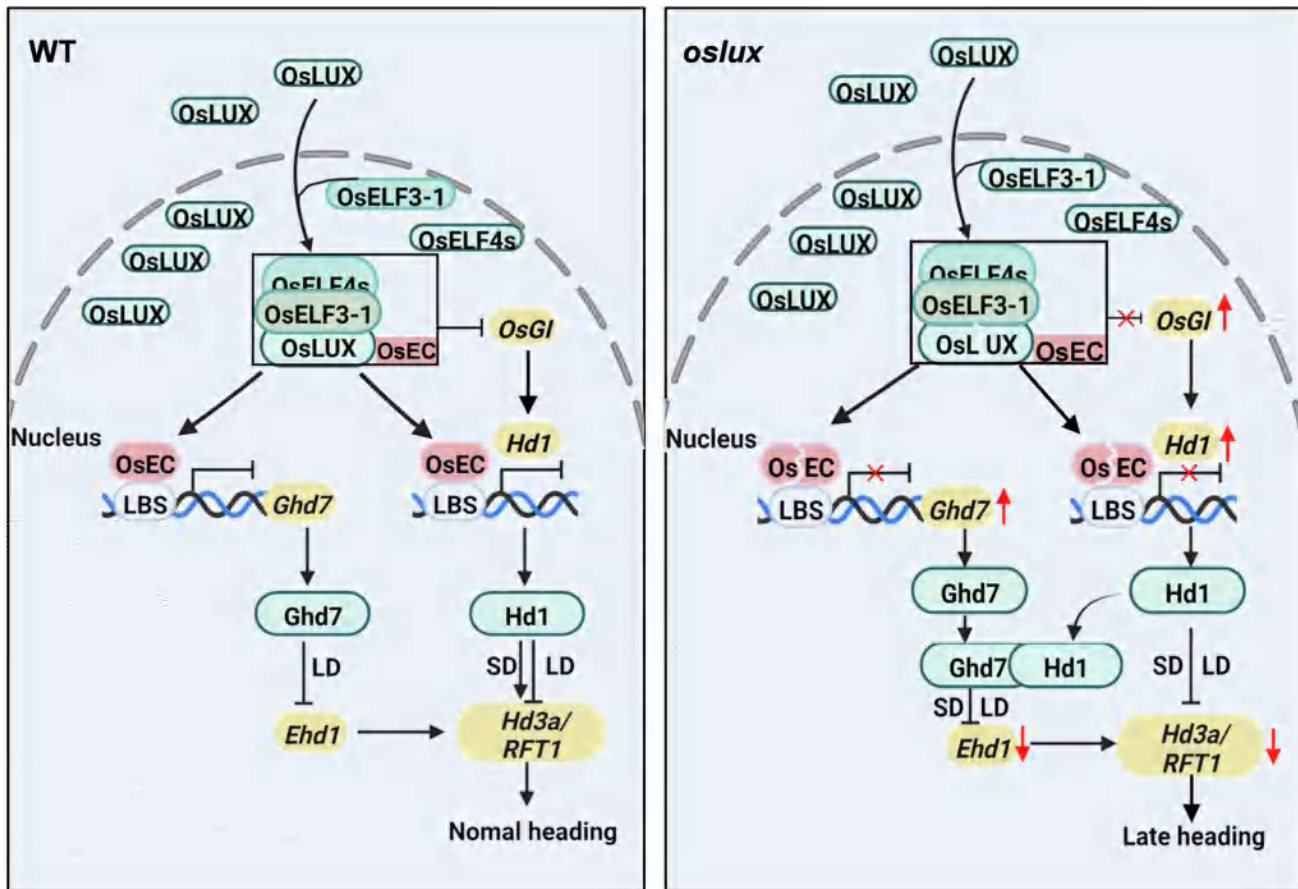 WT
OsLUX
OsLUX
OsELF3-1
OsLUX
OsELF4s
OsLUX
OsELF4s
OsLUX
OsELF3-1
OsGI
OsLUX
OsEC
Nucleus
Hd1
OsEC
OsEC
LBS
Ghd7
LBS
Ghd7
Hd1
LD
SD
LD
Ehd1
Hd3a/
RFT1
Nomal heading
oslux
OsLUX
OsLUX
OsELF3-1
OsLUX
OsELF4s
OsLUX
OsELF4s
OsLUX
OsELF3-1
OsGI
OsL UX
OsEC
Nucleus
Hd1
Os EC
Os EC
LBS
Ghd7
LBS
Ghd7
Hd1
Ghd7
Hd1
SD
LD
SD
LD
Ehd1
Hd3a/
RFT1
Late heading